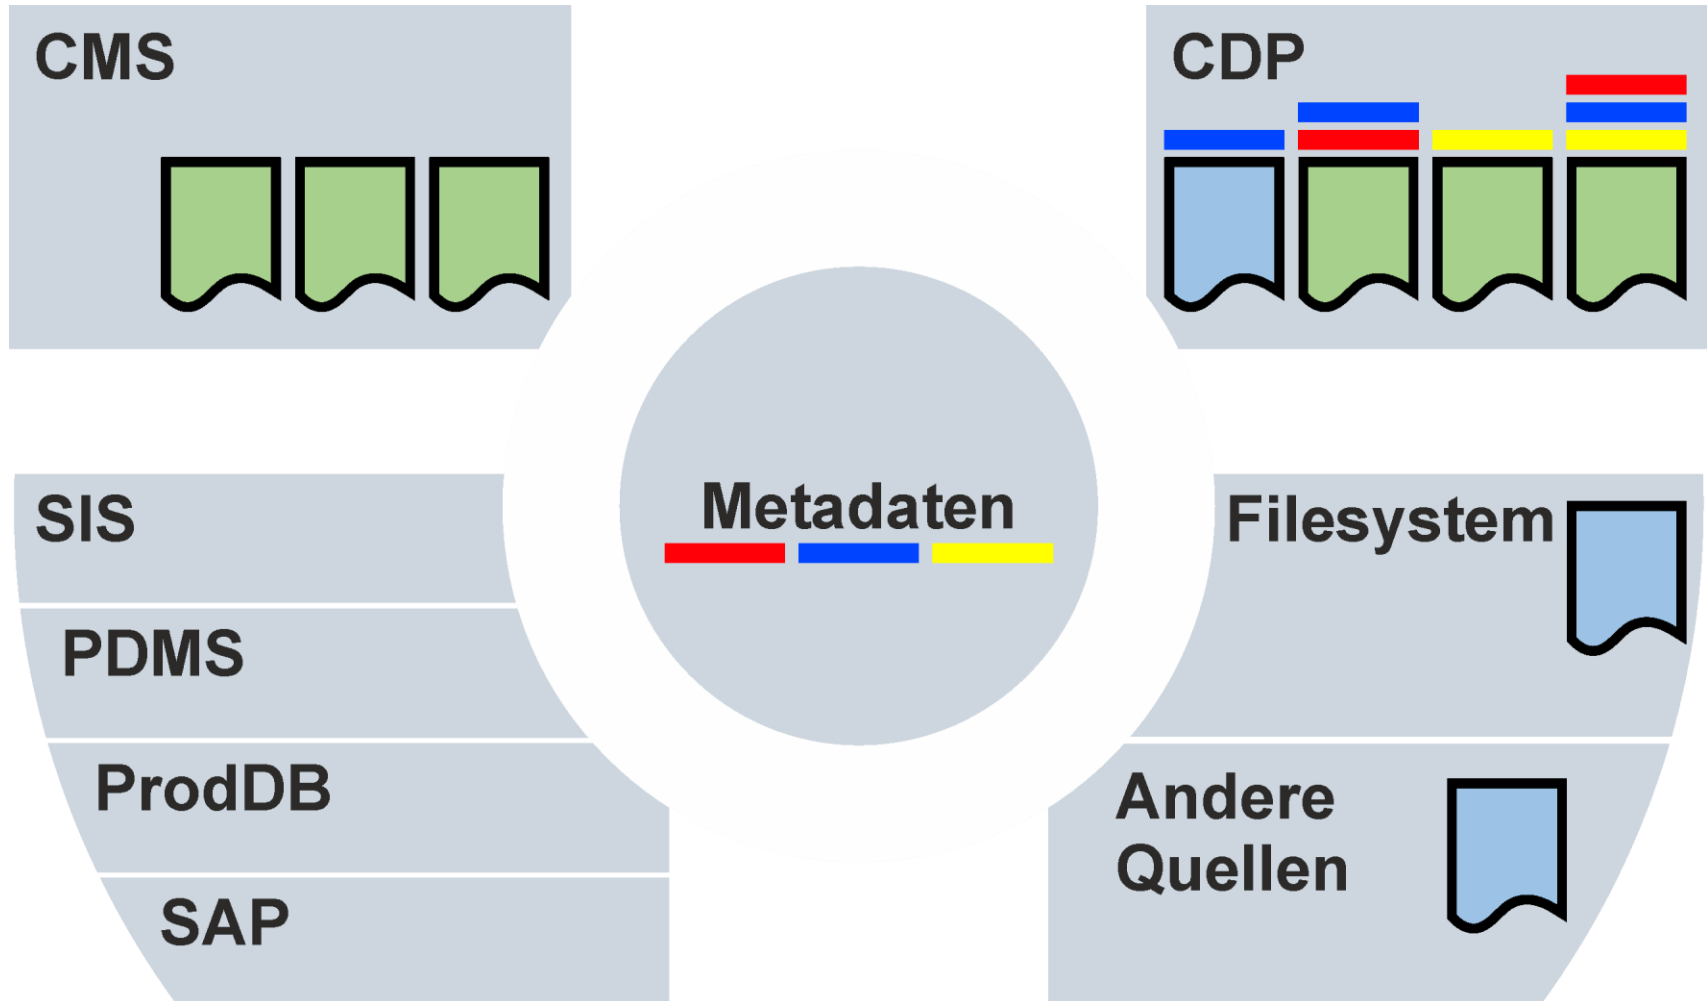 CMS
CDP
Metadaten
SIS
PDMS
ProdDB
SAP
Filesystem
Andere
Quellen